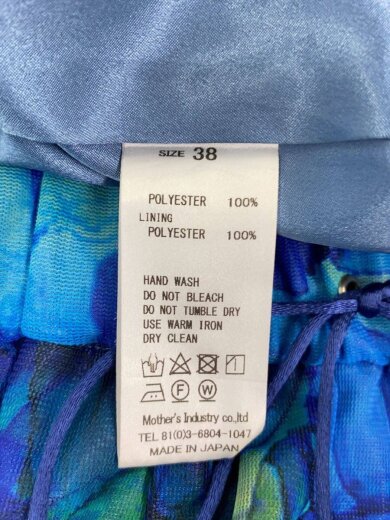 SIZE 38
POLYESTER 100%
LINING
POLYESTER 100%
HAND WASH
DO NOT BLEACH
DO NOT TUMBLE DRY
USE WARM IRON
DRY CLEAN
F W
Mother's Industry co.,ltd
TEL 81(0)3-6804-1047
MADE IN JAPAN